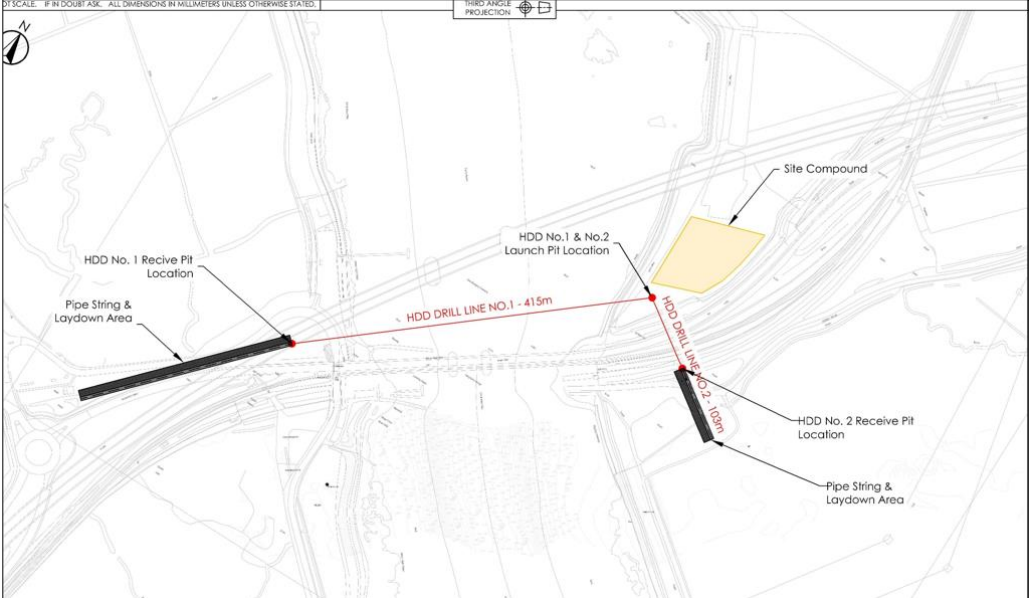 OT SCALE. IF IN DOUBT ASK. ALL DIMENSIONS IN MILLIMETERS UNLESS OTHERWISE STATED.
THIRD ANGLE
PROJECTION
N
Site Compound
HDD No.1 & No.2
Launch Pit Location
HDD No. 1 Recive Pit
Location
Pipe String &
Laydown Area
HDD DRILL LINE NO.1 - 415m
HDD DRILL LINE NO.2 - 103m
HDD No. 2 Receive Pit
Location
Pipe String &
Laydown Area